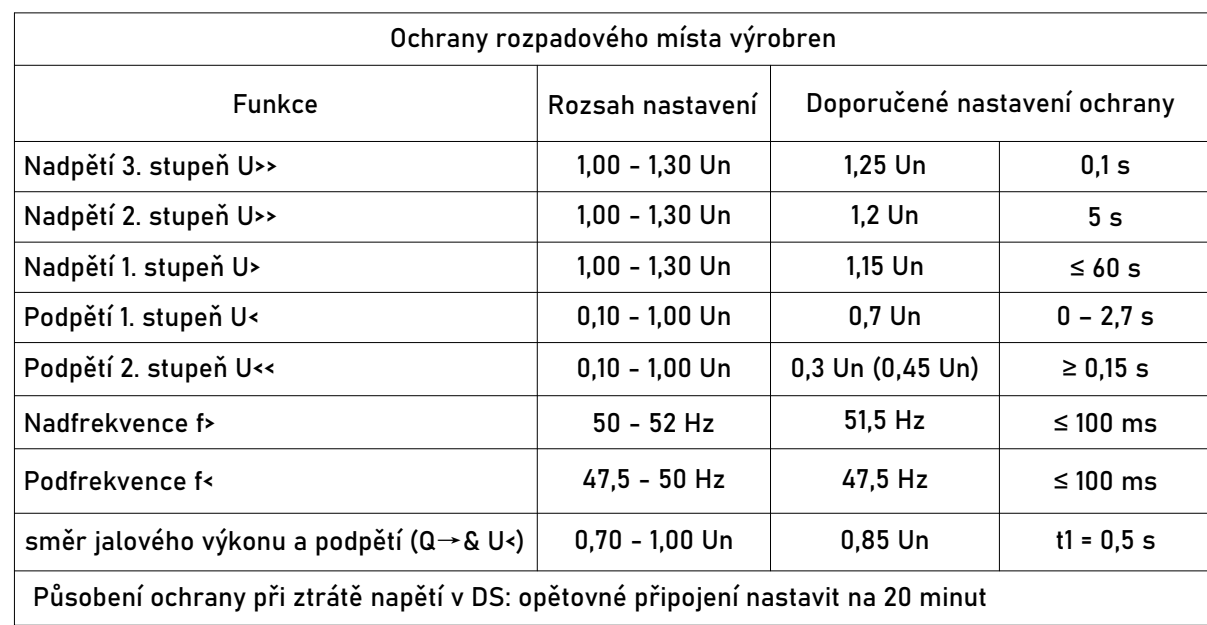 Ochrany rozpadového místa výrobren
Funkce Rozsah nastavení Doporučené nastavení ochrany
Nadpětí 3. stupeň U>> 1,00 - 1,30 Un 1,25 Un 0,1 s
Nadpětí 2. stupeň U>> 1,00 - 1,30 Un 1,2 Un 5 s
Nadpětí 1. stupeň U> 1,00 - 1,30 Un 1,15 Un ≤ 60 s
Podpětí 1. stupeň U< 0,10 - 1,00 Un 0,7 Un 0 – 2,7 s
Podpětí 2. stupeň U<< 0,10 - 1,00 Un 0,3 Un (0,45 Un) ≥ 0,15 s
Nadfrekvence f> 50 - 52 Hz 51,5 Hz ≤ 100 ms
Podfrekvence f< 47,5 - 50 Hz 47,5 Hz ≤ 100 ms
směr jalového výkonu a podpětí (Q→& U<) 0,70 - 1,00 Un 0,85 Un t1 = 0,5 s
Působení ochrany při ztrátě napětí v DS: opětovné připojení nastavit na 20 minut